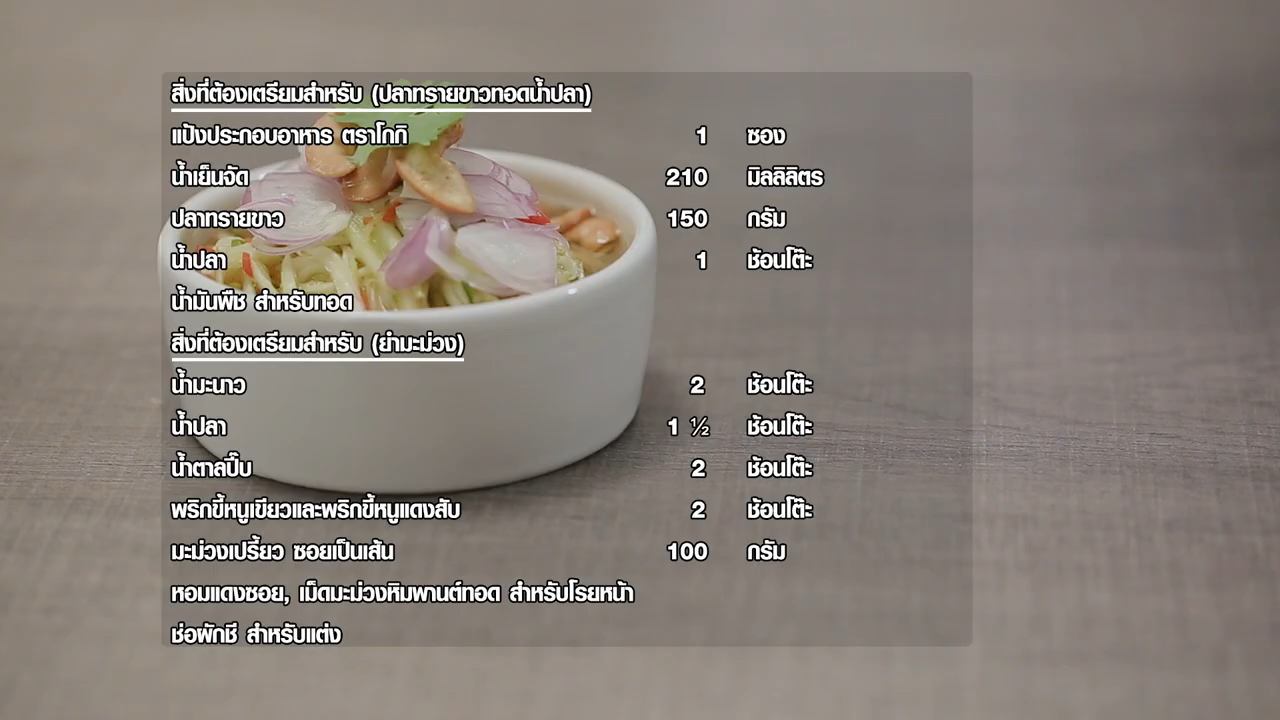 สิ่งที่ต้องเตรียมสำหรับ (ปลาทรายขาวทอดน้ำปลา)
แป้งประกอบอาหาร ตราโกกิ 1 ซอง
น้ำเย็นจัด 210 มิลลิลิตร
ปลาทรายขาว 150 กรัม
น้ำปลา 1 ช้อนโต๊ะ
น้ำมันพืช สำหรับทอด
สิ่งที่ต้องเตรียมสำหรับ (ยำมะม่วง)
น้ำมะนาว 2 ช้อนโต๊ะ
น้ำปลา 1 ½ ช้อนโต๊ะ
น้ำตาลปี๊บ 2 ช้อนโต๊ะ
พริกขี้หนูเขียวและพริกขี้หนูแดงสับ 2 ช้อนโต๊ะ
มะม่วงเปรี้ยว ซอยเป็นเส้น 100 กรัม
หอมแดงซอย, เม็ดมะม่วงหิมพานต์ทอด สำหรับโรยหน้า
ช่อผักชี สำหรับแต่ง